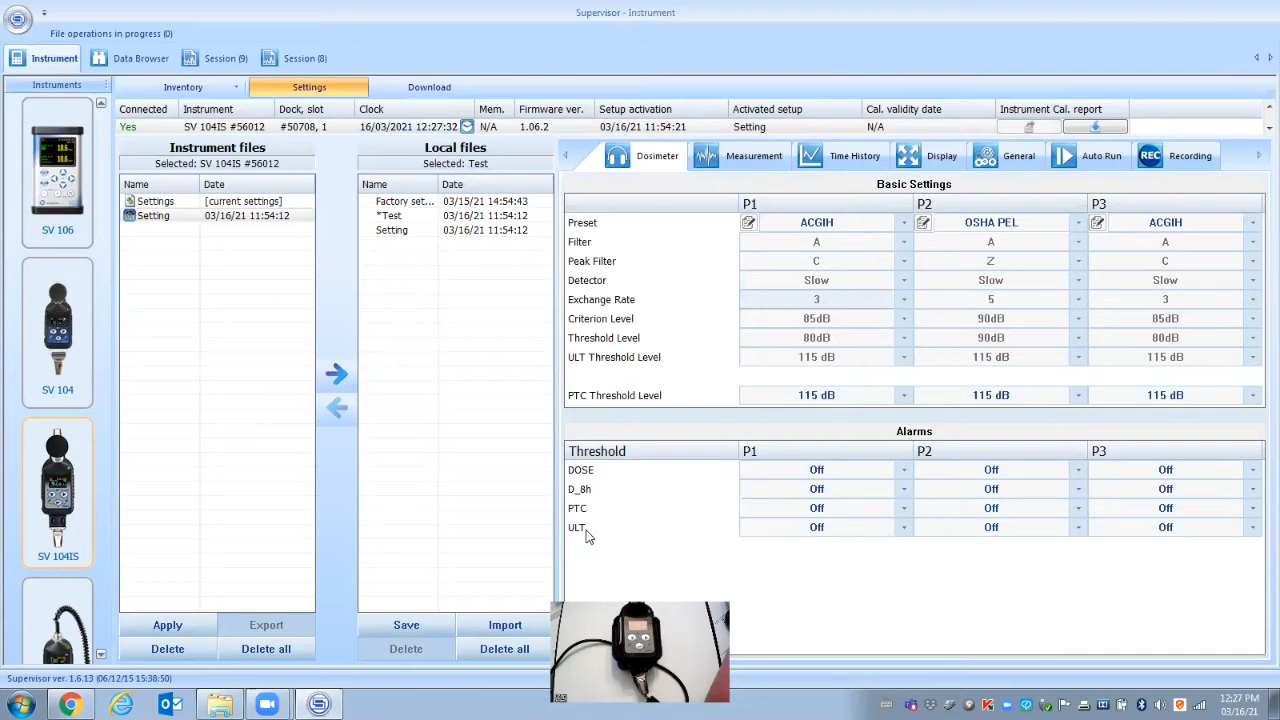 Supervisor - Instrument
File operations in progress (0)
Instrument Data Browser Session (9) Session (8)
Instruments Inventory Settings Download
Connected Instrument Dock, slot Clock Mem. Firmware ver. Setup activation Activated setup Cal. validity date Instrument Cal. report
Yes SV 104IS #56012 #50708, 1 16/03/2021 12:27:32 N/A 1.06.2 03/16/21 11:54:21 Setting N/A
Instrument files
Selected: SV 104IS #56012
Name Date
Settings [current settings]
Setting 03/16/21 11:54:12
Local files
Selected: Test
Name Date
Factory set... 03/15/21 14:54:43
*Test 03/16/21 11:54:12
Setting 03/16/21 11:54:12
Dosimeter Measurement Time History Display General Auto Run REC Recording
Basic Settings
P1 P2 P3
Preset ACGIH OSHA PEL ACGIH
Filter A A A
Peak Filter C Z C
Detector Slow Slow Slow
Exchange Rate 3 5 3
Criterion Level 85dB 90dB 85dB
Threshold Level 80dB 90dB 80dB
ULT Threshold Level 115 dB 115 dB 115 dB
PTC Threshold Level 115 dB 115 dB 115 dB
Alarms
Threshold P1 P2 P3
DOSE Off Off Off
D_8h Off Off Off
PTC Off Off Off
ULT Off Off Off
SV 106
SV 104
SV 104IS
Apply Export Save Import
Delete Delete all Delete Delete all
Supervisor ver. 1.6.13 (06/12/15 15:38:50)
12:27 PM
03/16/21